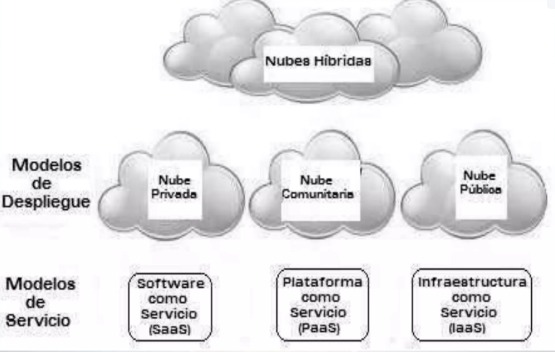 Nubes Híbridas
Modelos
de
Despliegue
Nube
Privada
Nube
Comunitaria
Nube
Pública
Modelos
de
Servicio
Software
como
Servicio
(SaaS)
Plataforma
como
Servicio
(PaaS)
Infraestructura
como
Servicio
(IaaS)